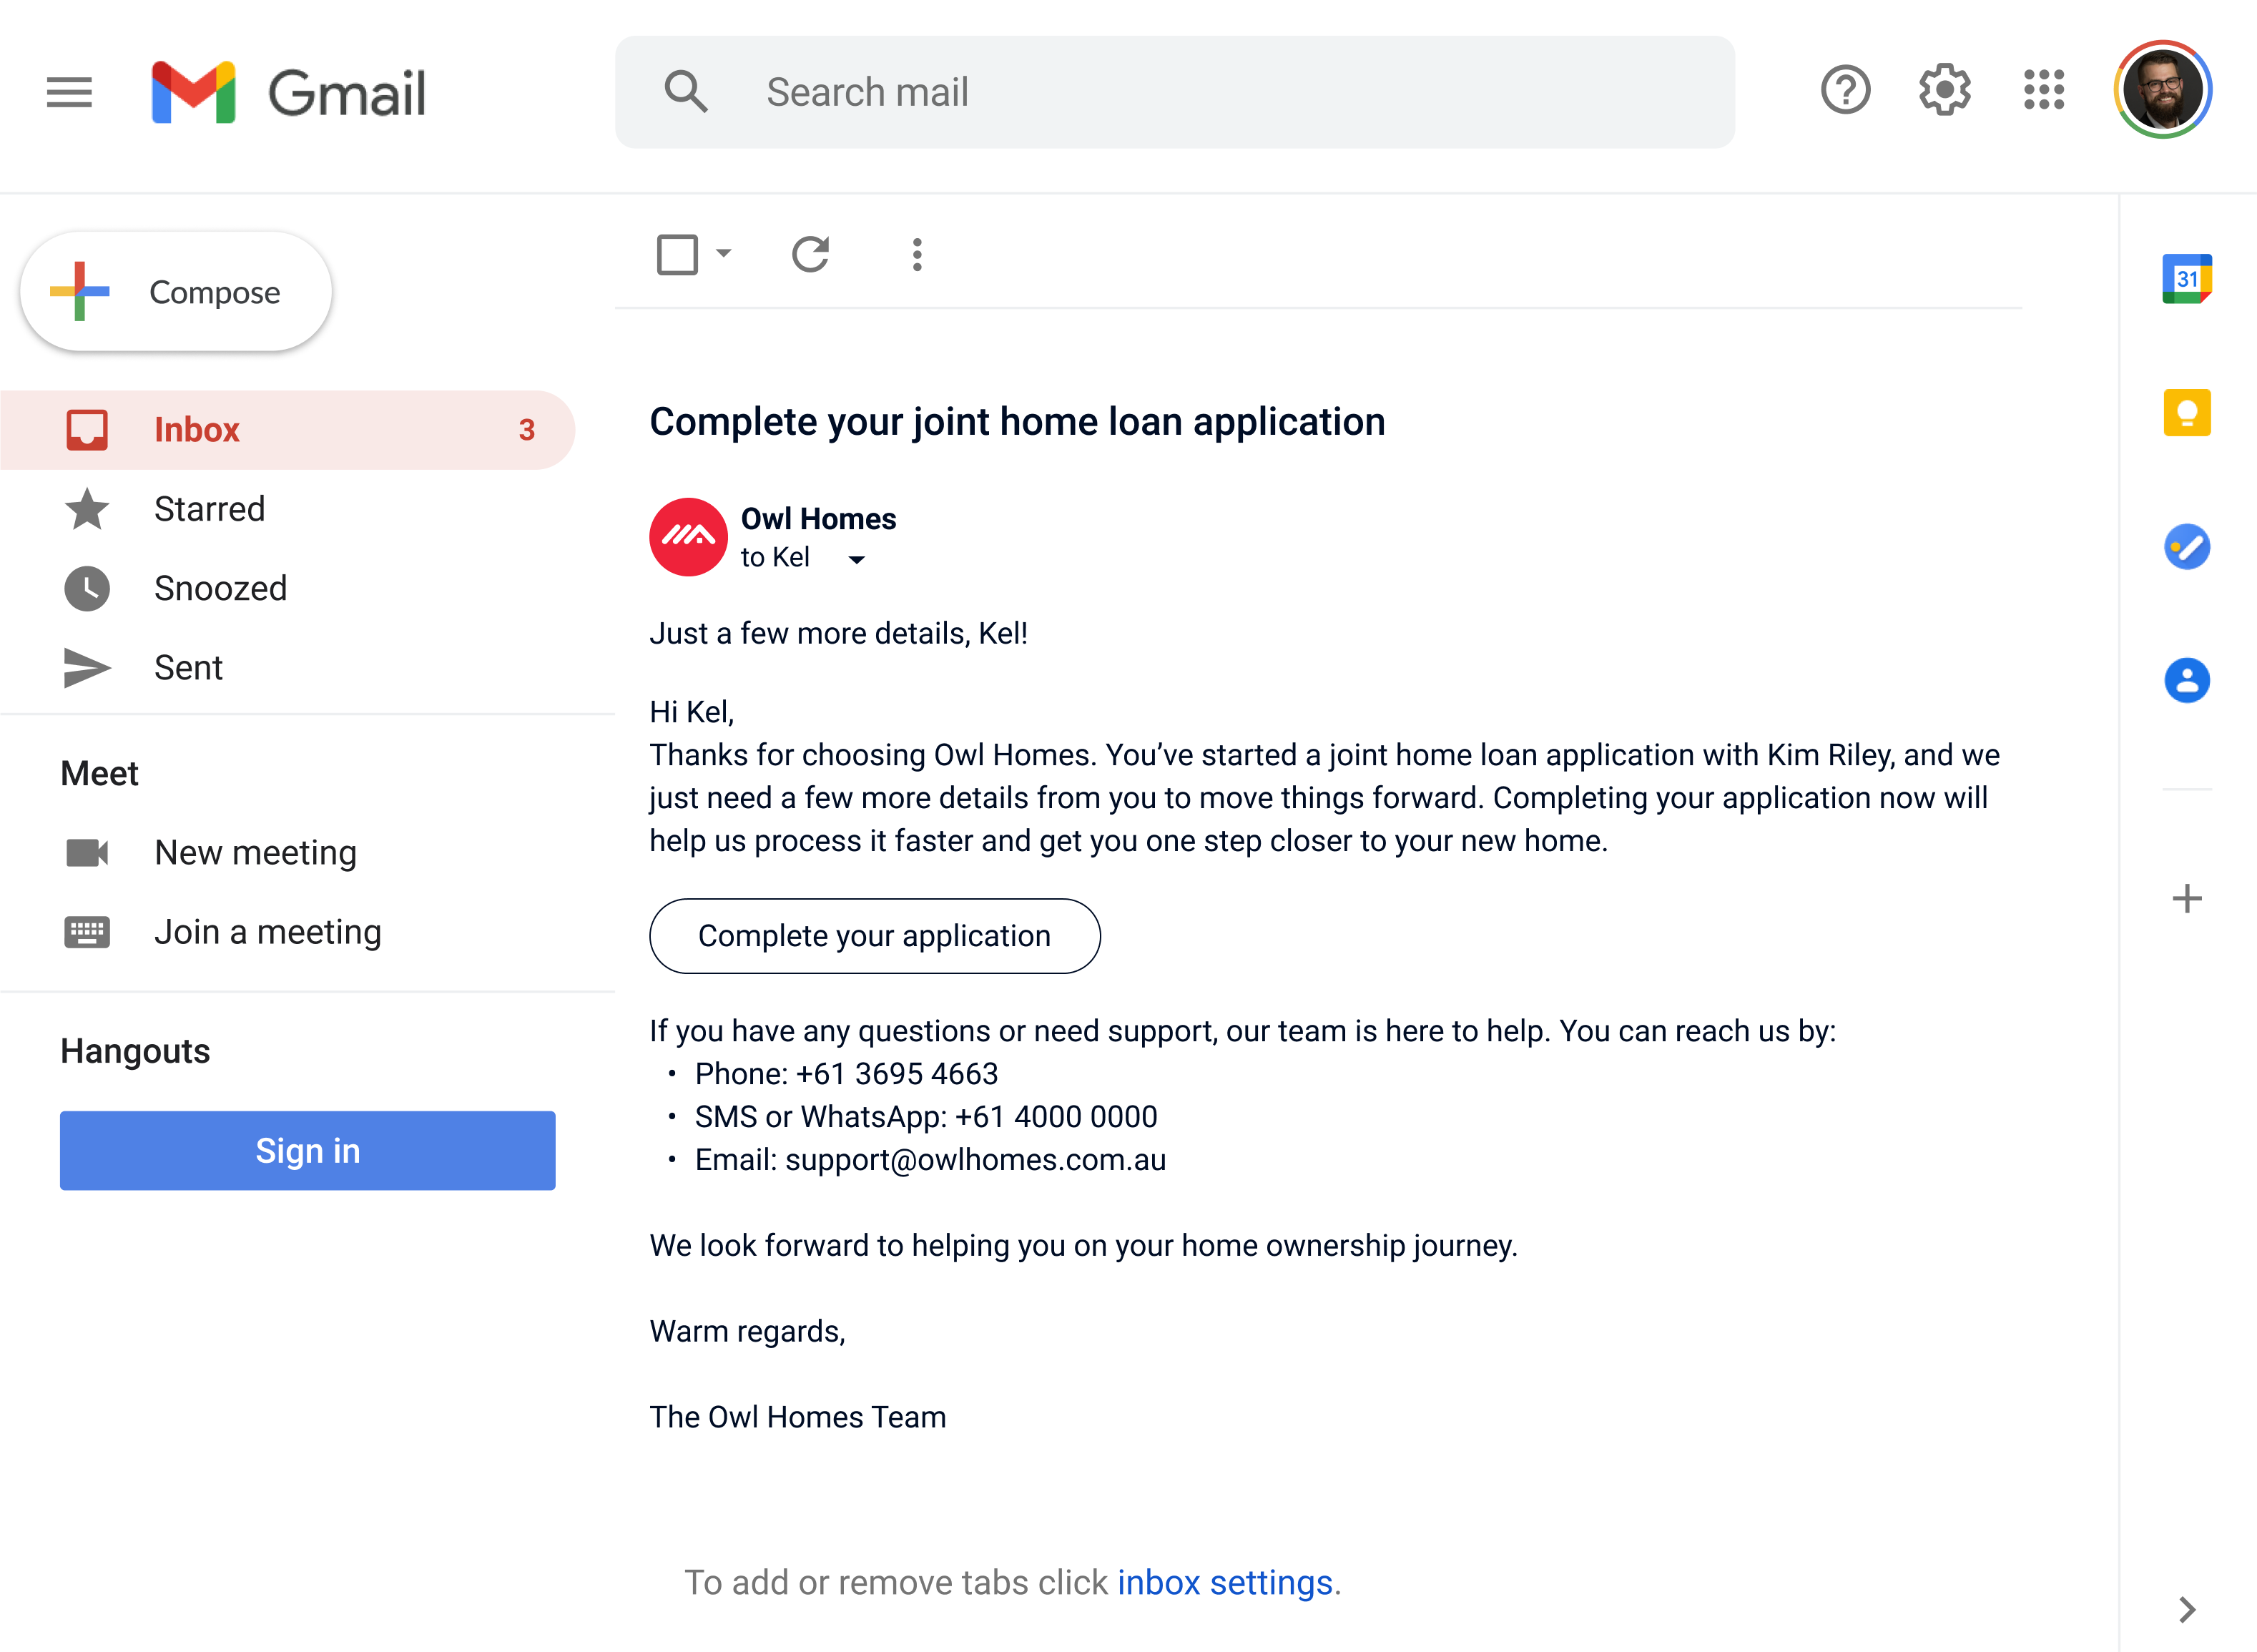 Gmail
Search mail
Compose
Inbox 3
Starred
Snoozed
Sent
Meet
New meeting
Join a meeting
Hangouts
Sign in
Complete your joint home loan application
Owl Homes
to Kel
Just a few more details, Kel!
Hi Kel,
Thanks for choosing Owl Homes. You’ve started a joint home loan application with Kim Riley, and we
just need a few more details from you to move things forward. Completing your application now will
help us process it faster and get you one step closer to your new home.
Complete your application
If you have any questions or need support, our team is here to help. You can reach us by:
• Phone: +61 3695 4663
• SMS or WhatsApp: +61 4000 0000
• Email: support@owlhomes.com.au
We look forward to helping you on your home ownership journey.
Warm regards,
The Owl Homes Team
To add or remove tabs click inbox settings.
31